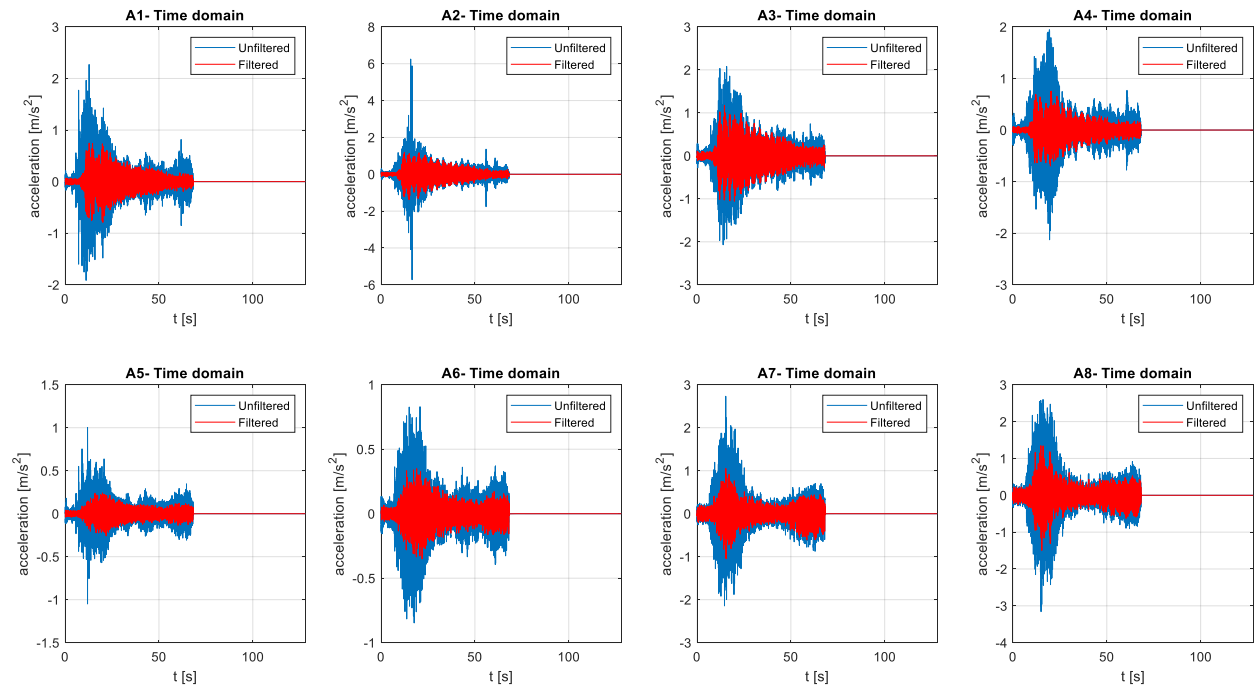 A1- Time domain
3
2
1
0
-1
-2
acceleration [m/s²]
Unfiltered
Filtered
0 50 100
t [s]
A2- Time domain
8
6
4
2
0
-2
-4
-6
acceleration [m/s²]
Unfiltered
Filtered
0 50 100
t [s]
A3- Time domain
3
2
1
0
-1
-2
-3
acceleration [m/s²]
Unfiltered
Filtered
0 50 100
t [s]
A4- Time domain
2
1
0
-1
-2
-3
acceleration [m/s²]
Unfiltered
Filtered
0 50 100
t [s]
A5- Time domain
1.5
1
0.5
0
-0.5
-1
-1.5
acceleration [m/s²]
Unfiltered
Filtered
0 50 100
t [s]
A6- Time domain
1
0.5
0
-0.5
-1
acceleration [m/s²]
Unfiltered
Filtered
0 50 100
t [s]
A7- Time domain
3
2
1
0
-1
-2
-3
acceleration [m/s²]
Unfiltered
Filtered
0 50 100
t [s]
A8- Time domain
3
2
1
0
-1
-2
-3
-4
acceleration [m/s²]
Unfiltered
Filtered
0 50 100
t [s]